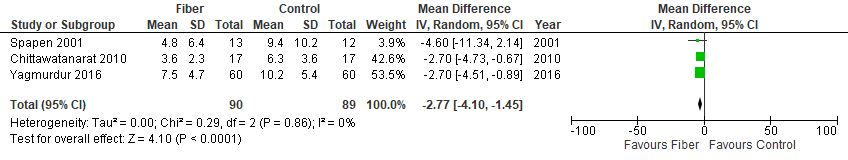 Fiber Control Mean Difference Mean Difference
Study or Subgroup Mean SD Total Mean SD Total Weight IV, Random, 95% CI Year IV, Random, 95% CI
Spapen 2001 4.8 6.4 13 9.4 10.2 12 3.9% -4.60 [-11.34, 2.14] 2001
Chittawatanarat 2010 3.6 2.3 17 6.3 3.6 17 42.6% -2.70 [-4.73, -0.67] 2010
Yagmurdur 2016 7.5 4.7 60 10.2 5.4 60 53.5% -2.70 [-4.51, -0.89] 2016
Total (95% CI) 90 89 100.0% -2.77 [-4.10, -1.45]
Heterogeneity: Tau² = 0.00; Chi² = 0.29, df = 2 (P = 0.86); I² = 0%
Test for overall effect: Z = 4.10 (P < 0.0001)
-100 -50 0 50 100
Favours Fiber Favours Control